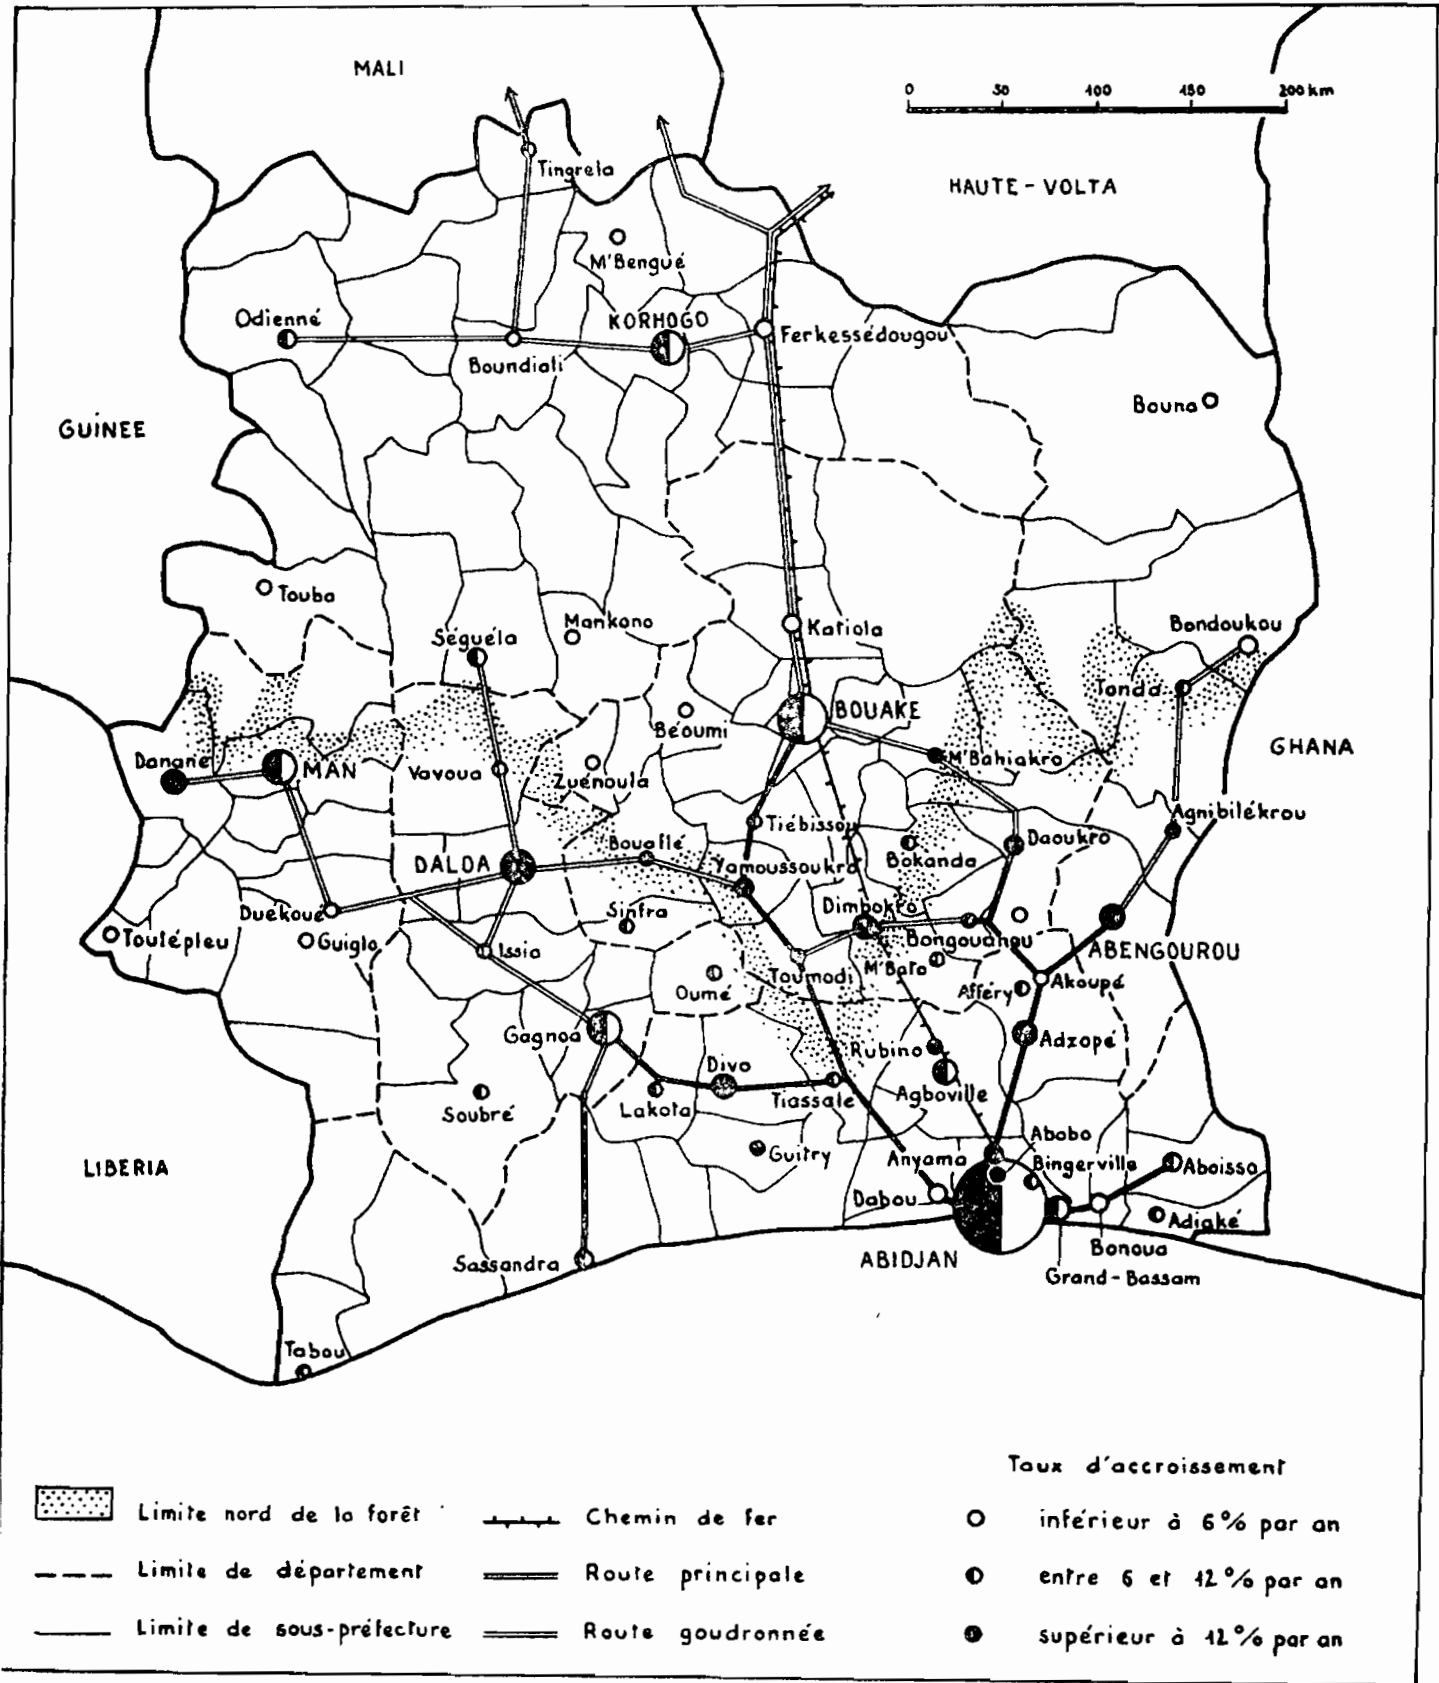 MALI
0 50 100 150 200 km
HAUTE-VOLTA
Tingrela
M'Bengué
Odienné
KORHOGO
Ferkessédougou
Boundiali
Bouna
GUINEE
Touba
Mankono
Katiola
Bondoukou
Séguéla
Tanda
BOUAKE
Béoumi
GHANA
Danané
MAN
Vavoua
Zuénoula
M'Bahiakro
Agnibilékrou
Tiébissou
Daoukro
Bouaflé
Bokanda
DALOA
Yamoussoukro
Duékoué
Sinfra
Dimbokro
Toulépleu
Guiglo
Issia
Bongouanou
ABENGOUROU
Toumodi
M'Bato
Oumé
Afféry
Akoupé
Gagnoa
Rubino
Adzopé
Divo
Soubré
Lakota
Tiassale
Agboville
Guitry
Anyama
Abobo
Bingerville
Aboisso
LIBERIA
Dabou
Adiaké
Sassandra
ABIDJAN
Bonoua
Grand-Bassam
Tabou
Taux d'accroissement
Limite nord de la forêt
Chemin de fer
inférieur à 6% par an
Limite de département
Route principale
entre 6 et 12% par an
Limite de sous-préfecture
Route goudronnée
supérieur à 12% par an